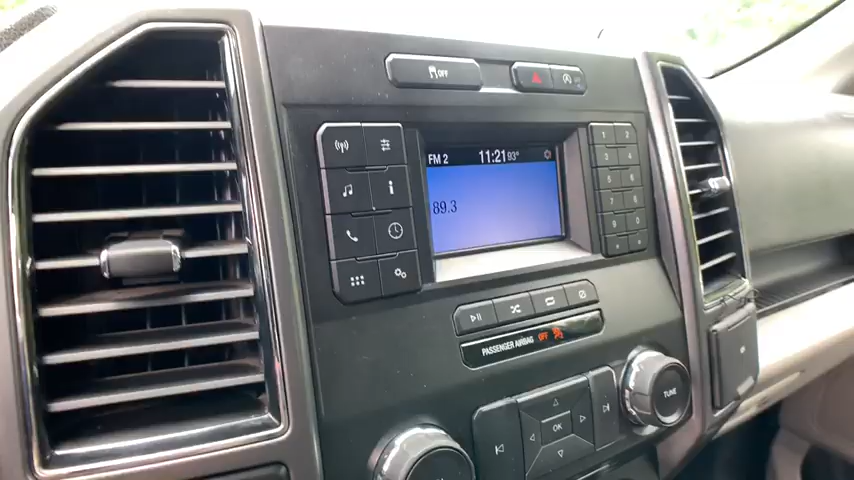 OFF
FM 2 11:21 93°
89.3
1 2
3 4
5 6
7 8
9 0
i
PASSENGER AIRBAG OFF
OK
TUNE